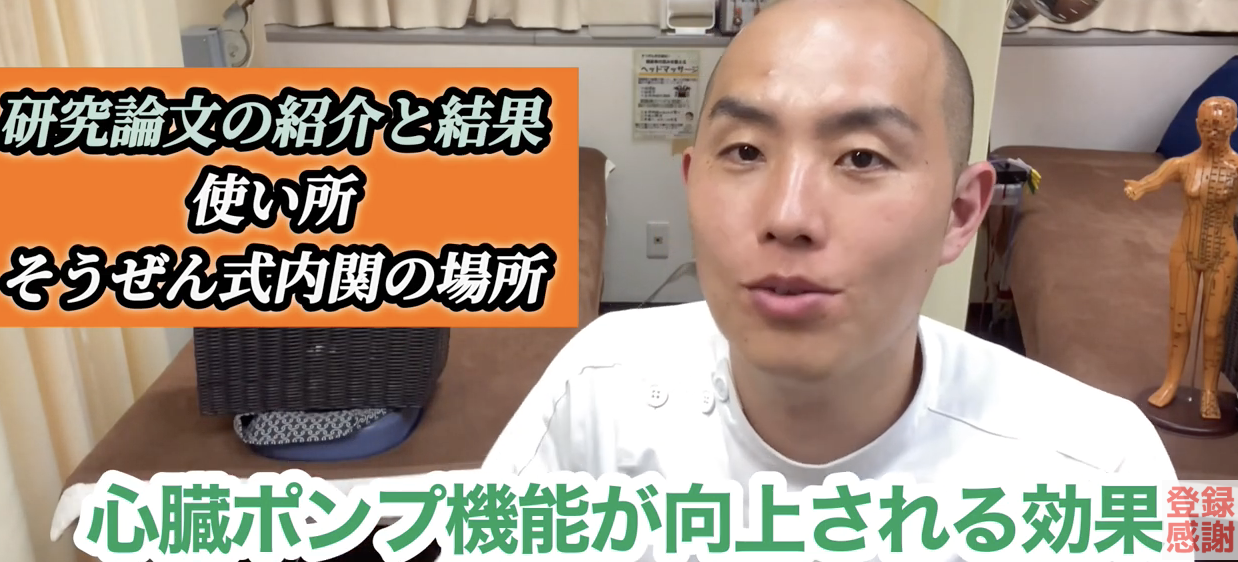 研究論文の紹介と結果
使い所
そうぜん式内関の場所
ヘッドマッサージ
心臓ポンプ機能が向上される効果
登録
感謝